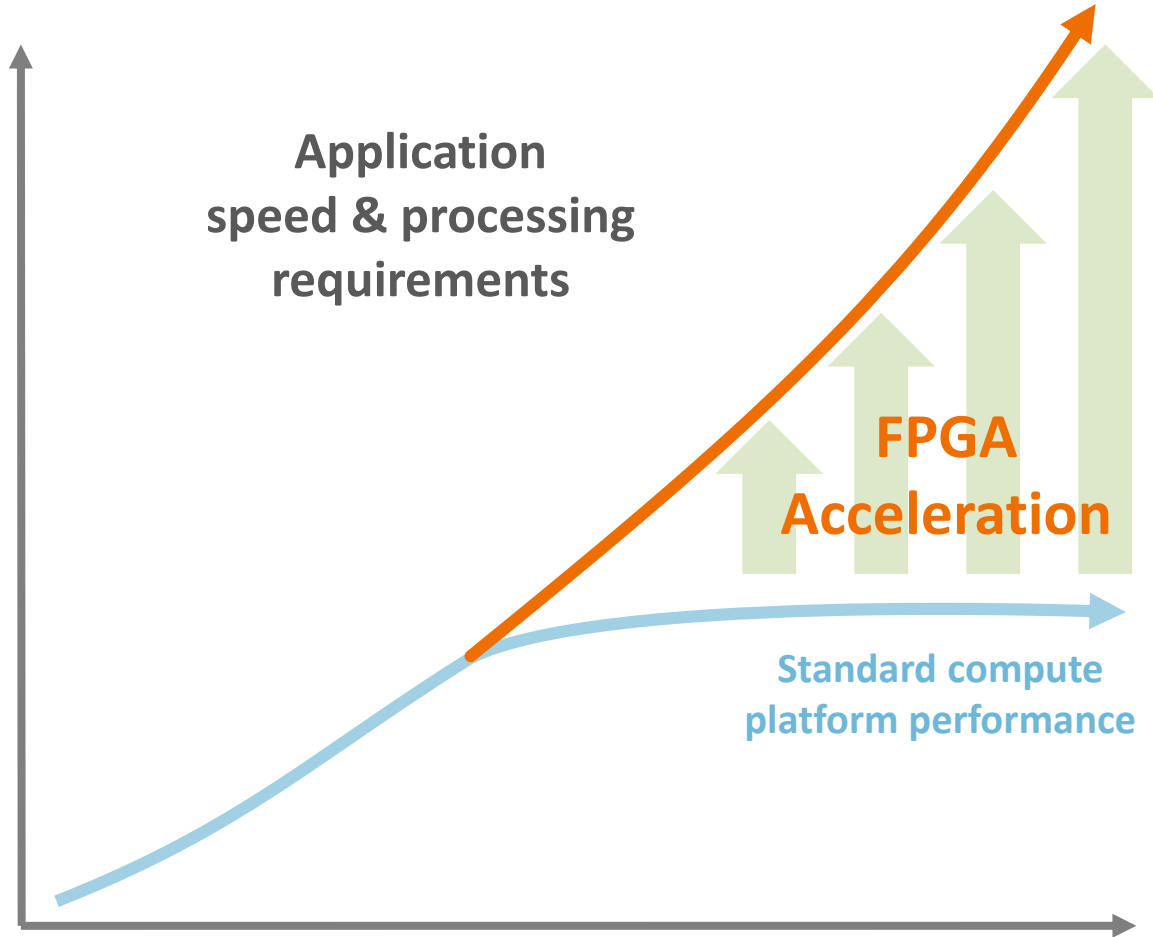 Application
speed & processing
requirements
FPGA
Acceleration
Standard compute
platform performance